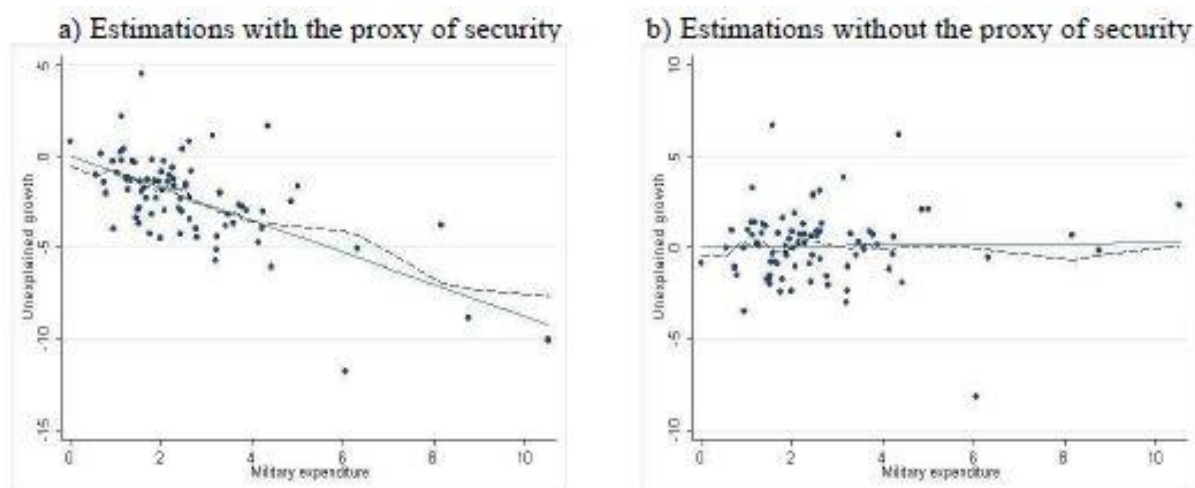 a) Estimations with the proxy of security
b) Estimations without the proxy of security
Unexplained growth
5
0
-5
-10
-15
0 2 4 6 8 10
Military expenditure
Unexplained growth
10
5
0
-5
-10
0 2 4 6 8 10
Military expenditure